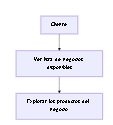 Cliente
Ver lista de negocios
disponibles
Explorar los productos del
negocio